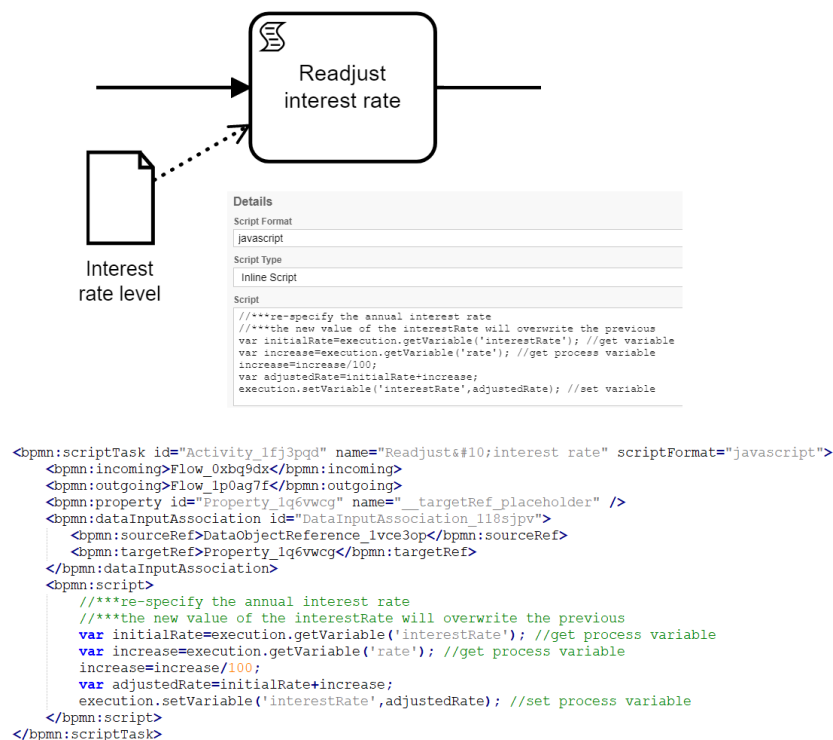 Readjust
interest rate
Interest
rate level
Details
Script Format
javascript
Script Type
Inline Script
Script
//***re-specify the annual interest rate
//***the new value of the interestRate will overwrite the previous
var initialRate=execution.getVariable('interestRate'); //get variable
var increase=execution.getVariable('rate'); //get process variable
increase=increase/100;
var adjustedRate=initialRate+increase;
execution.setVariable('interestRate',adjustedRate); //set variable
<bpmn:scriptTask id="Activity_1fj3pqd" name="Readjust&#10;interest rate" scriptFormat="javascript">
<bpmn:incoming>Flow_0xbq9dx</bpmn:incoming>
<bpmn:outgoing>Flow_1p0ag7f</bpmn:outgoing>
<bpmn:property id="Property_1q6vwcg" name="__targetRef_placeholder" />
<bpmn:dataInputAssociation id="DataInputAssociation_118sjpv">
<bpmn:sourceRef>DataObjectReference_1vce3op</bpmn:sourceRef>
<bpmn:targetRef>Property_1q6vwcg</bpmn:targetRef>
</bpmn:dataInputAssociation>
<bpmn:script>
//***re-specify the annual interest rate
//***the new value of the interestRate will overwrite the previous
var initialRate=execution.getVariable('interestRate'); //get process variable
var increase=execution.getVariable('rate'); //get process variable
increase=increase/100;
var adjustedRate=initialRate+increase;
execution.setVariable('interestRate',adjustedRate); //set process variable
</bpmn:script>
</bpmn:scriptTask>